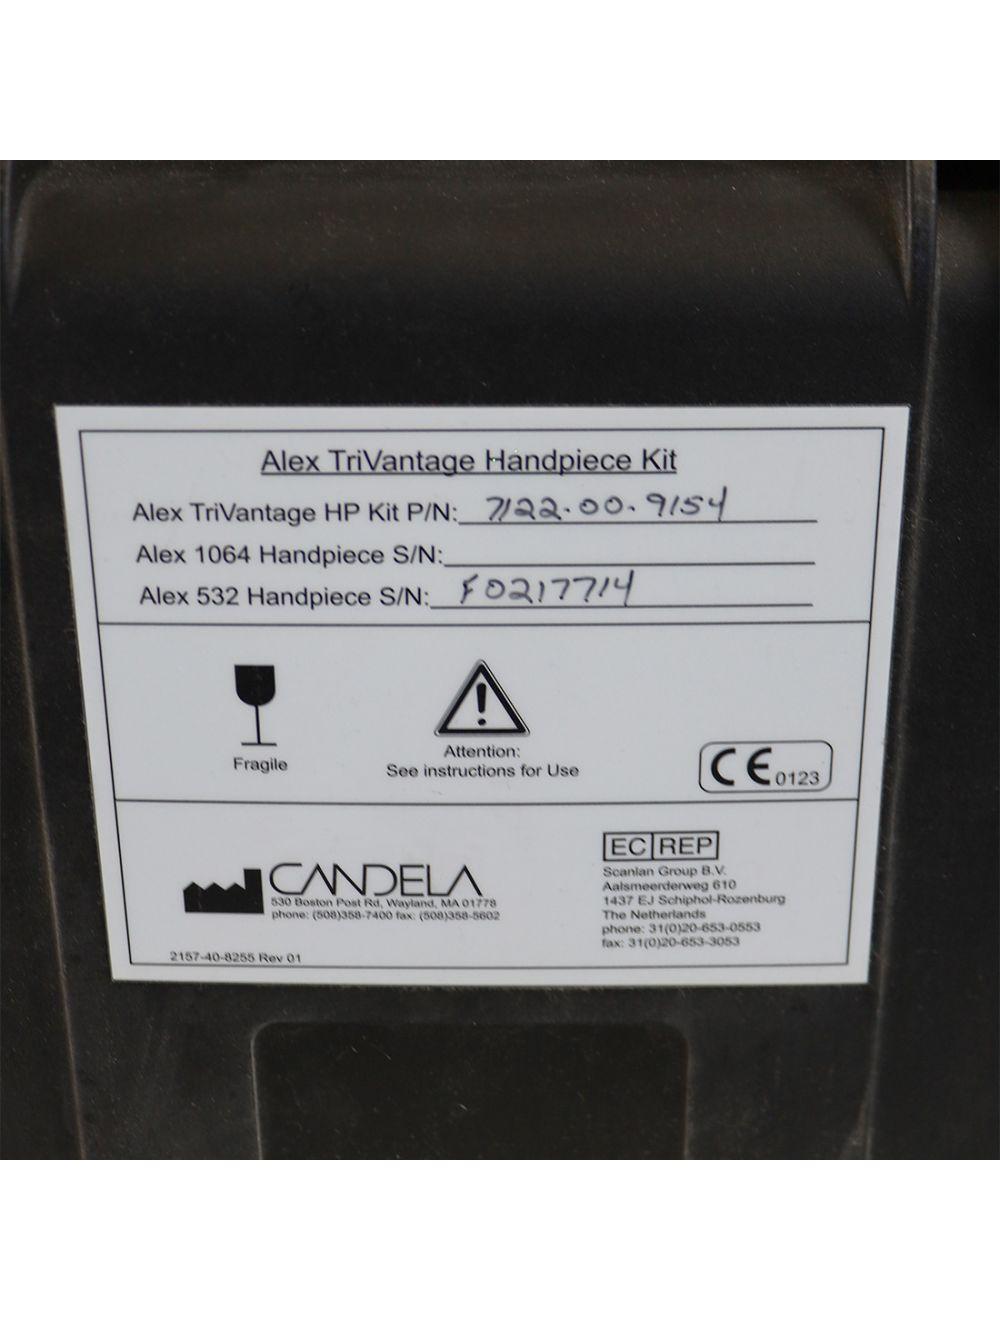 Alex TriVantage Handpiece Kit
Alex TriVantage HP Kit P/N: 7122-00-9154
Alex 1064 Handpiece S/N:
Alex 532 Handpiece S/N: F0217714
Fragile
Attention:
See instructions for Use
CE 0123
CANDELA
530 Boston Post Rd, Wayland, MA 01778
phone: (508)358-7400 fax: (508)358-5602
2157-40-8255 Rev 01
EC REP
Scanlan Group B.V.
Aalsmeerderweg 610
1437 EJ Schiphol-Rozenburg
The Netherlands
phone: 31(0)20-653-0553
fax: 31(0)20-653-3053